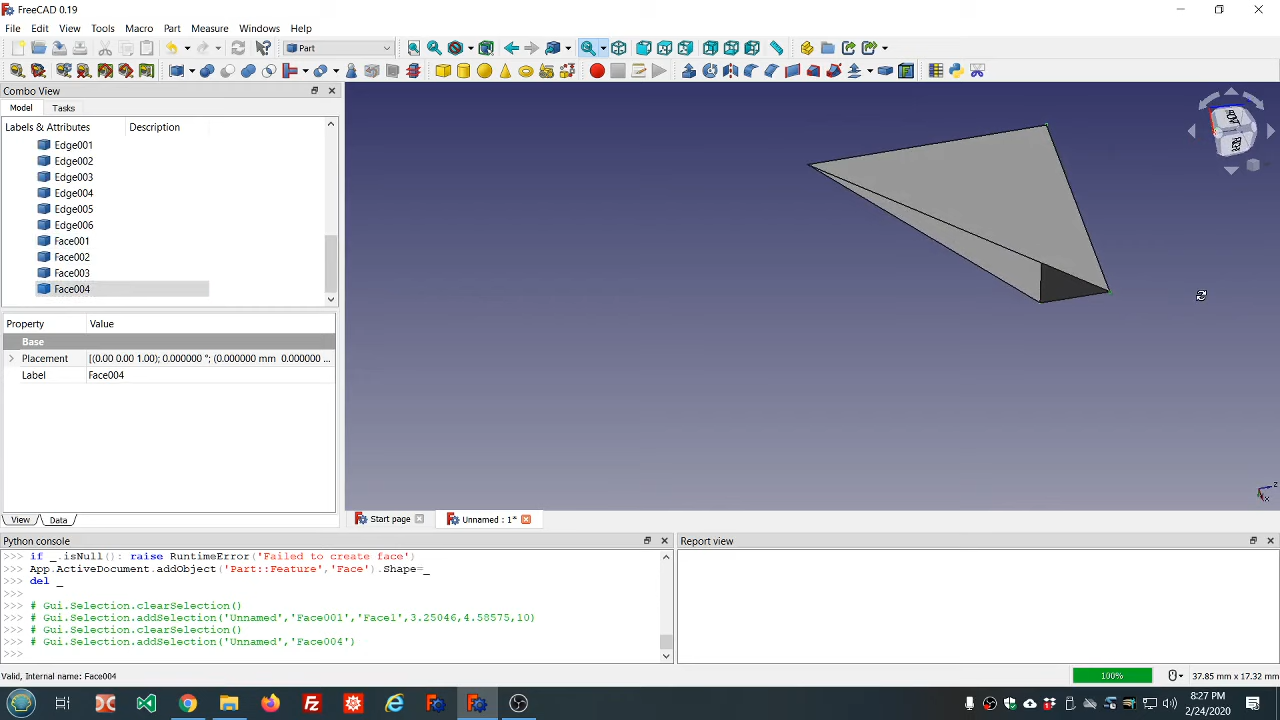 FreeCAD 0.19
File Edit View Tools Macro Part Measure Windows Help
Part
Combo View
Model Tasks
Labels & Attributes Description
Edge001
Edge002
Edge003
Edge004
Edge005
Edge006
Face001
Face002
Face003
Face004
Property Value
Base
Placement [(0.00 0.00 1.00); 0.000000 °; (0.000000 mm 0.000000 ...
Label Face004
View Data
Start page Unnamed : 1*
Python console
>>> if _.isNull(): raise RuntimeError('Failed to create face')
>>> App.ActiveDocument.addObject('Part::Feature','Face').Shape=_
>>> del _
>>>
>>> # Gui.Selection.clearSelection()
>>> # Gui.Selection.addSelection('Unnamed','Face001','Face1',3.25046,4.58575,10)
>>> # Gui.Selection.clearSelection()
>>> # Gui.Selection.addSelection('Unnamed','Face004')
>>>
Report view
Valid, Internal name: Face004
100%
37.85 mm x 17.32 mm
8:27 PM
2/24/2020